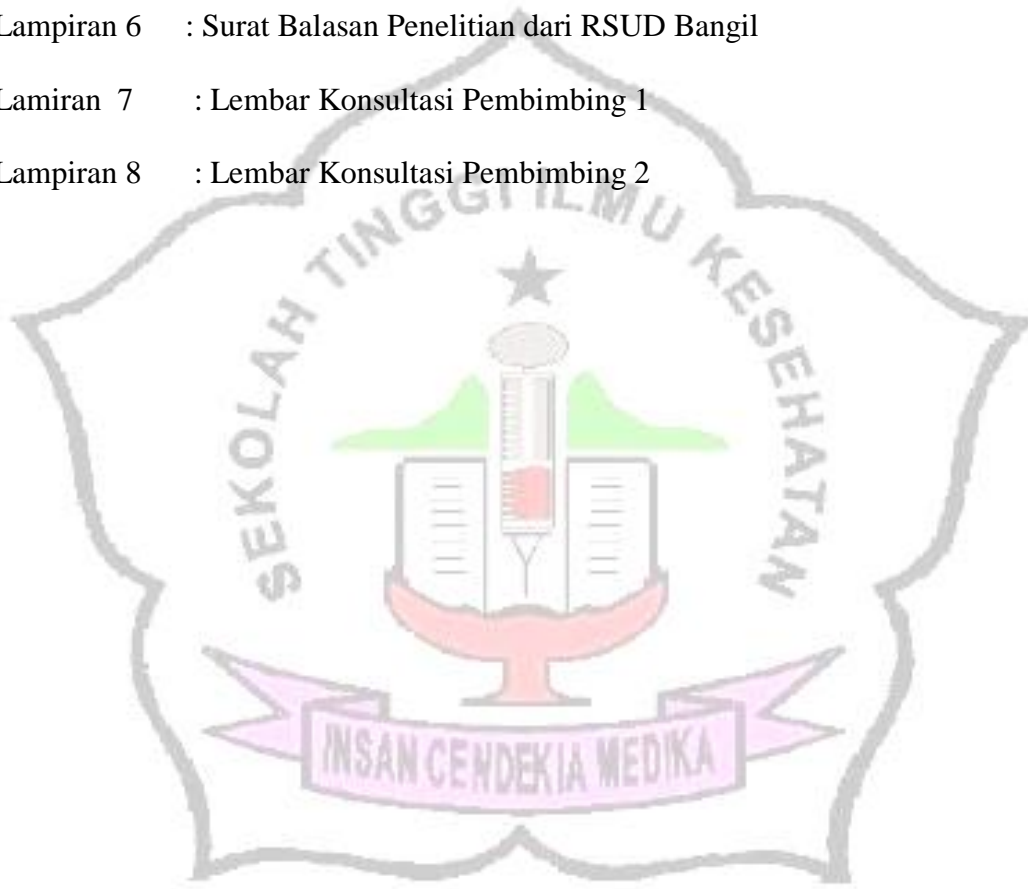 Lampiran 6 : Surat Balasan Penelitian dari RSUD Bangil
Lamiran 7 : Lembar Konsultasi Pembimbing 1
Lampiran 8 : Lembar Konsultasi Pembimbing 2
SEKOLAH TINGGI ILMU KESEHATAN
INSAN CENDEKIA MEDIKA